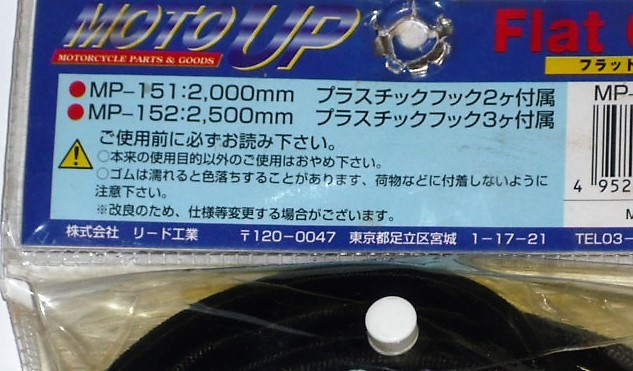 MOTO UP
MOTORCYCLE PARTS & GOODS
Flat
フラット
●MP-151:2,000mm プラスチックフック2ヶ付属
●MP-152:2,500mm プラスチックフック3ヶ付属
MP-
ご使用前に必ずお読み下さい。
○本来の使用目的以外のご使用はおやめ下さい。
○ゴムは濡れると色落ちすることがあります、荷物などに付着しないように
注意下さい。
※改良のため、仕様等変更する場合がございます。
4 952
株式会社 リード工業 〒120-0047 東京都足立区宮城 1-17-21 TEL03-